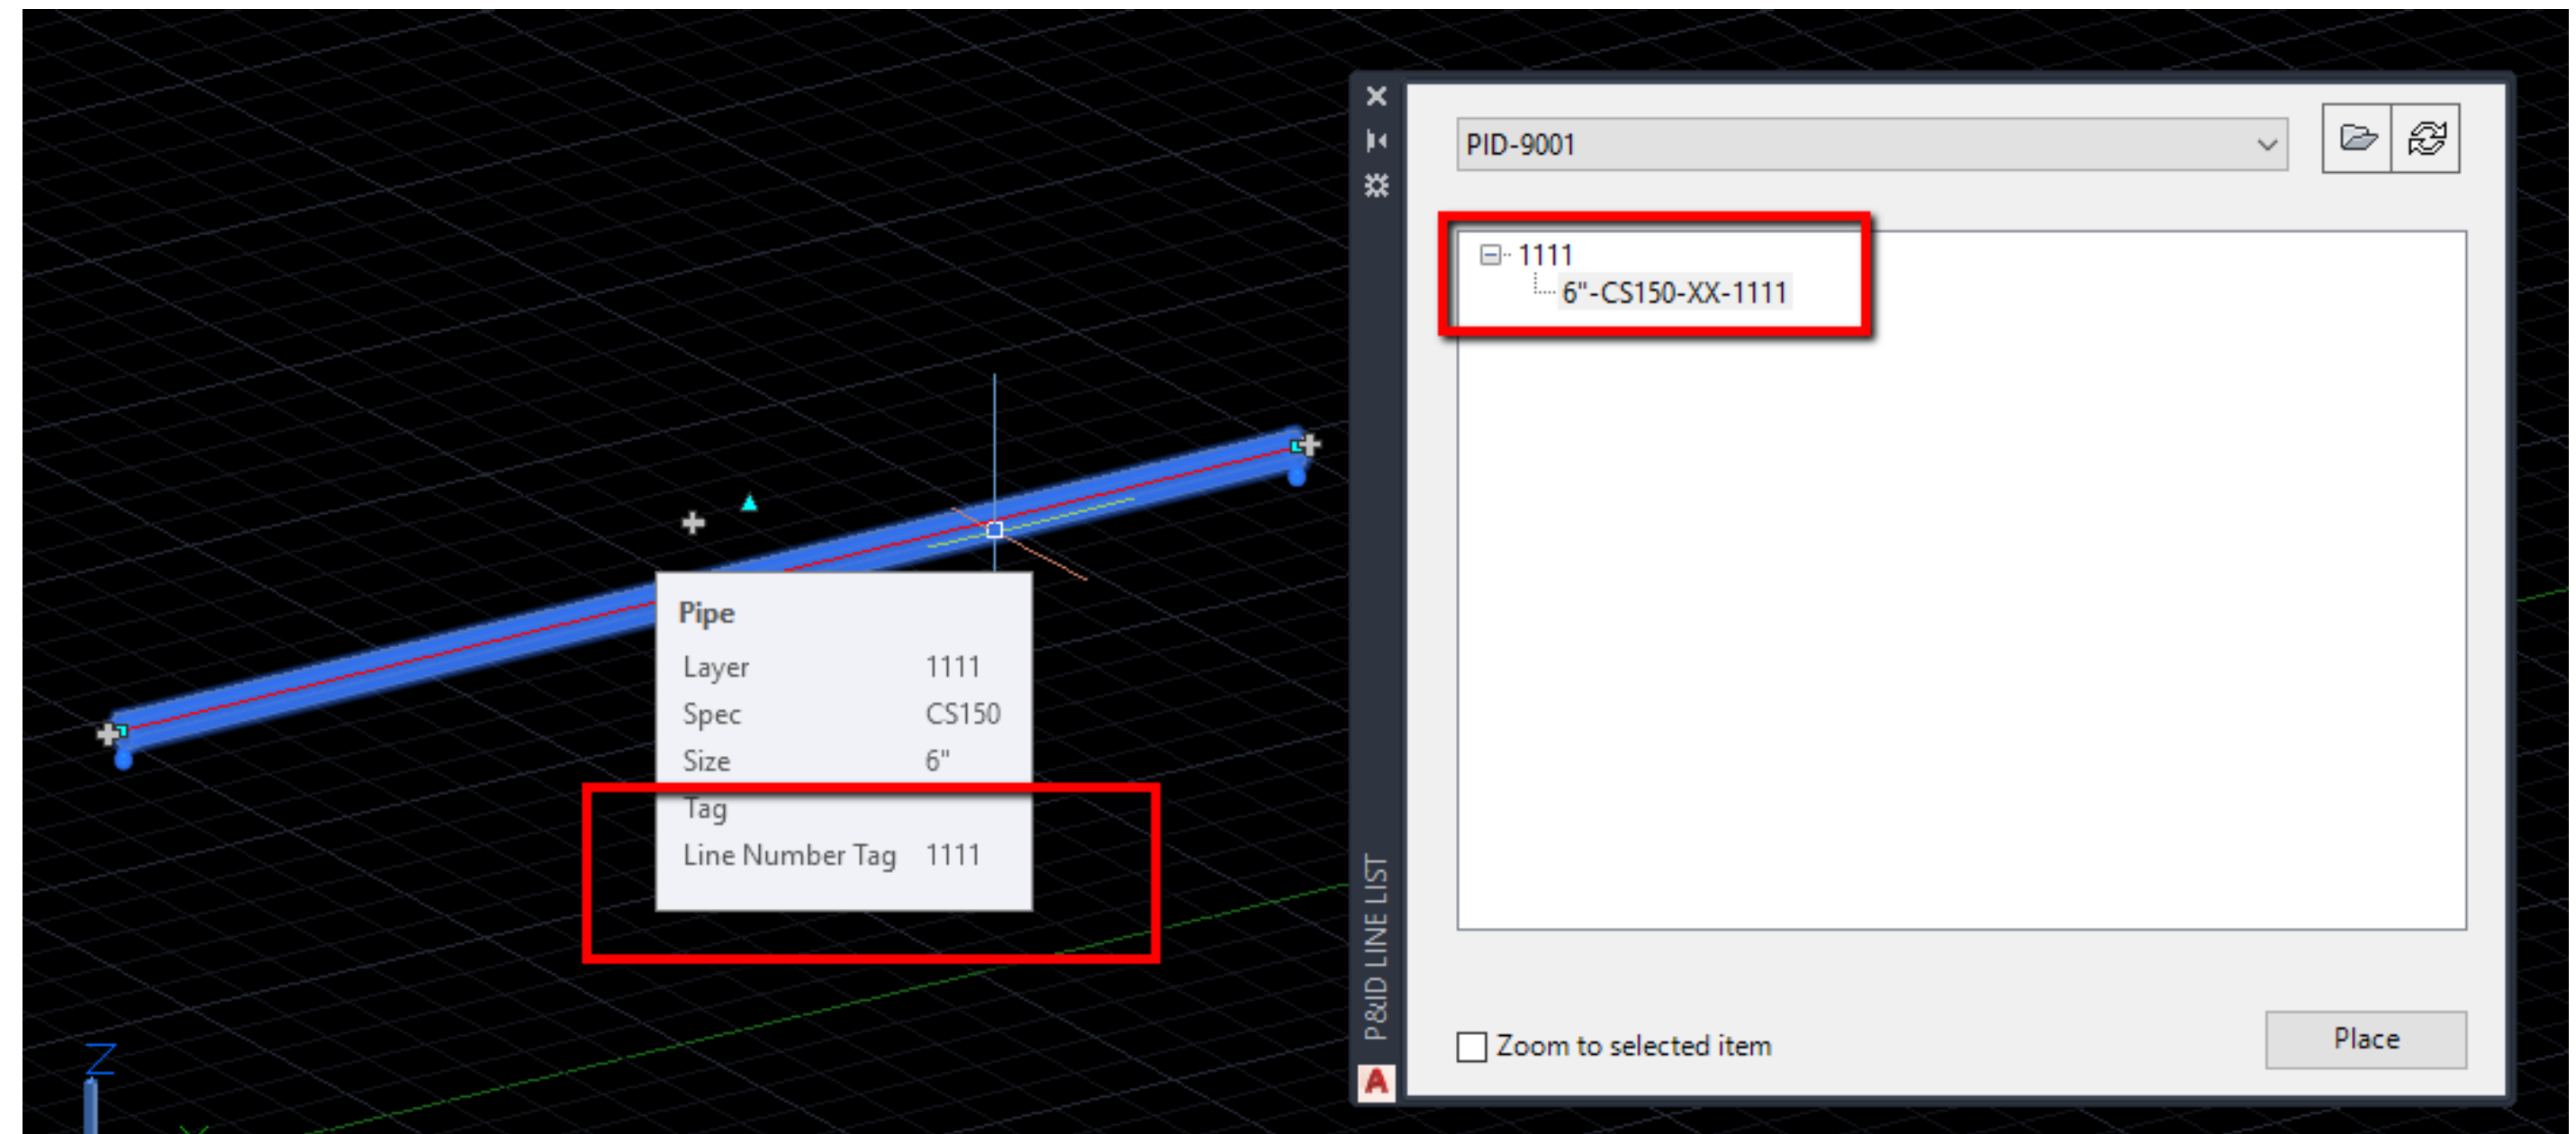 PID-9001
1111
6"-CS150-XX-1111
Pipe
Layer 1111
Spec CS150
Size 6"
Tag
Line Number Tag 1111
P&ID LINE LIST
Zoom to selected item
Place
A
Z
Y